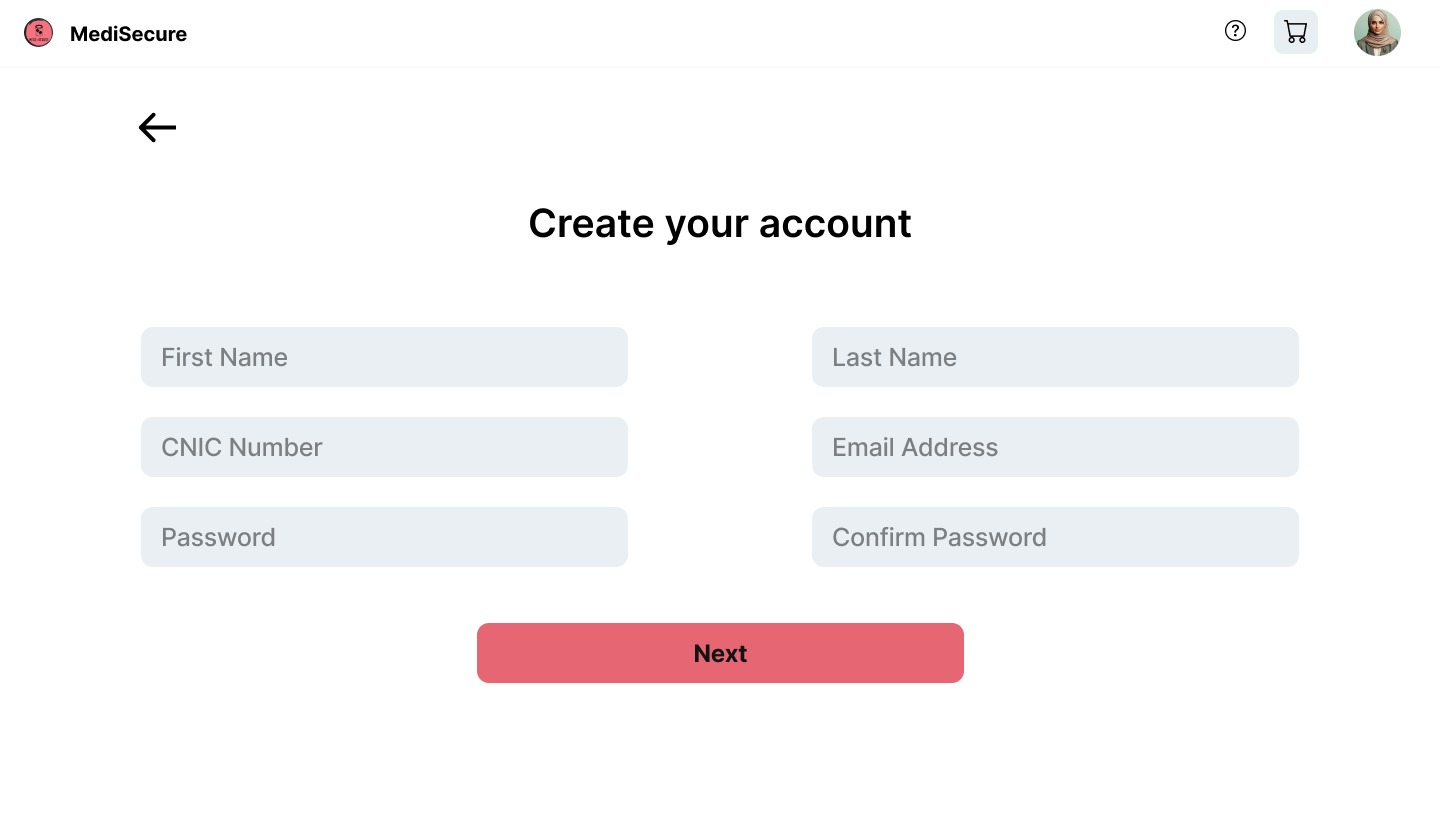 MediSecure
Create your account
First Name
Last Name
CNIC Number
Email Address
Password
Confirm Password
Next